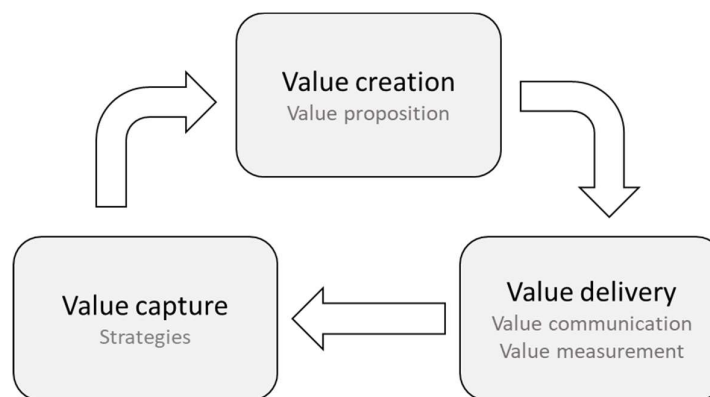 Value creation
Value proposition
Value capture
Strategies
Value delivery
Value communication
Value measurement